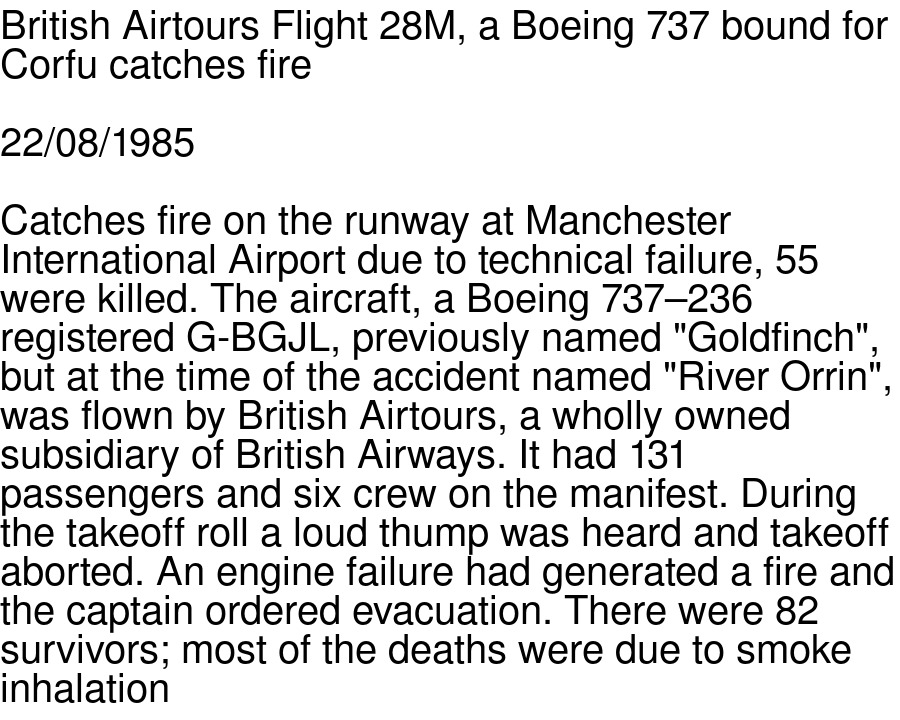 British Airtours Flight 28M, a Boeing 737 bound for
Corfu catches fire
22/08/1985
Catches fire on the runway at Manchester
International Airport due to technical failure, 55
were killed. The aircraft, a Boeing 737–236
registered G-BGJL, previously named "Goldfinch",
but at the time of the accident named "River Orrin",
was flown by British Airtours, a wholly owned
subsidiary of British Airways. It had 131
passengers and six crew on the manifest. During
the takeoff roll a loud thump was heard and takeoff
aborted. An engine failure had generated a fire and
the captain ordered evacuation. There were 82
survivors; most of the deaths were due to smoke
inhalation